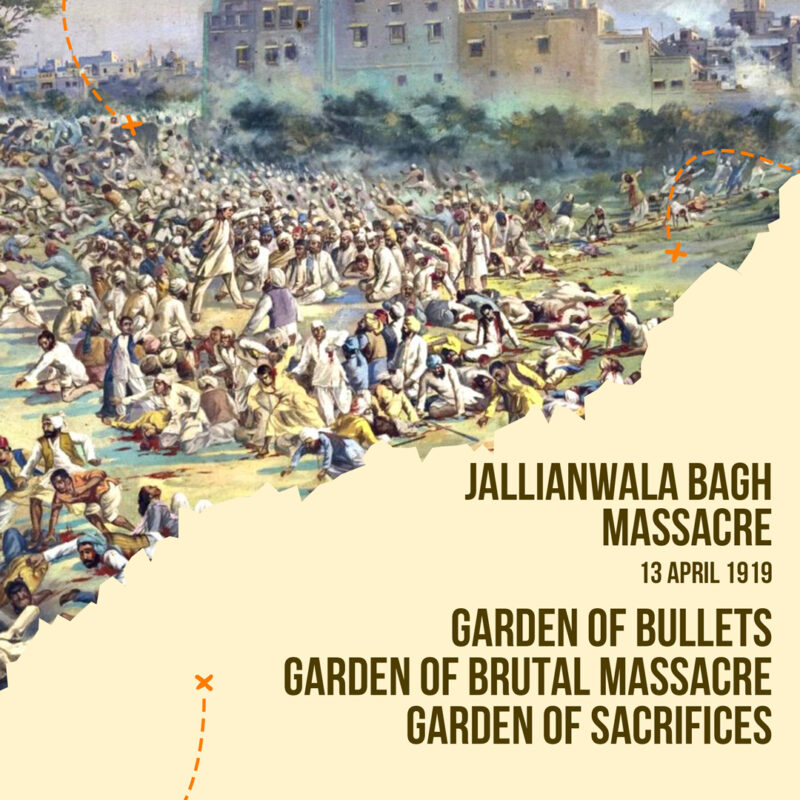 JALLIANWALA BAGH
MASSACRE
13 APRIL 1919
GARDEN OF BULLETS
GARDEN OF BRUTAL MASSACRE
GARDEN OF SACRIFICES